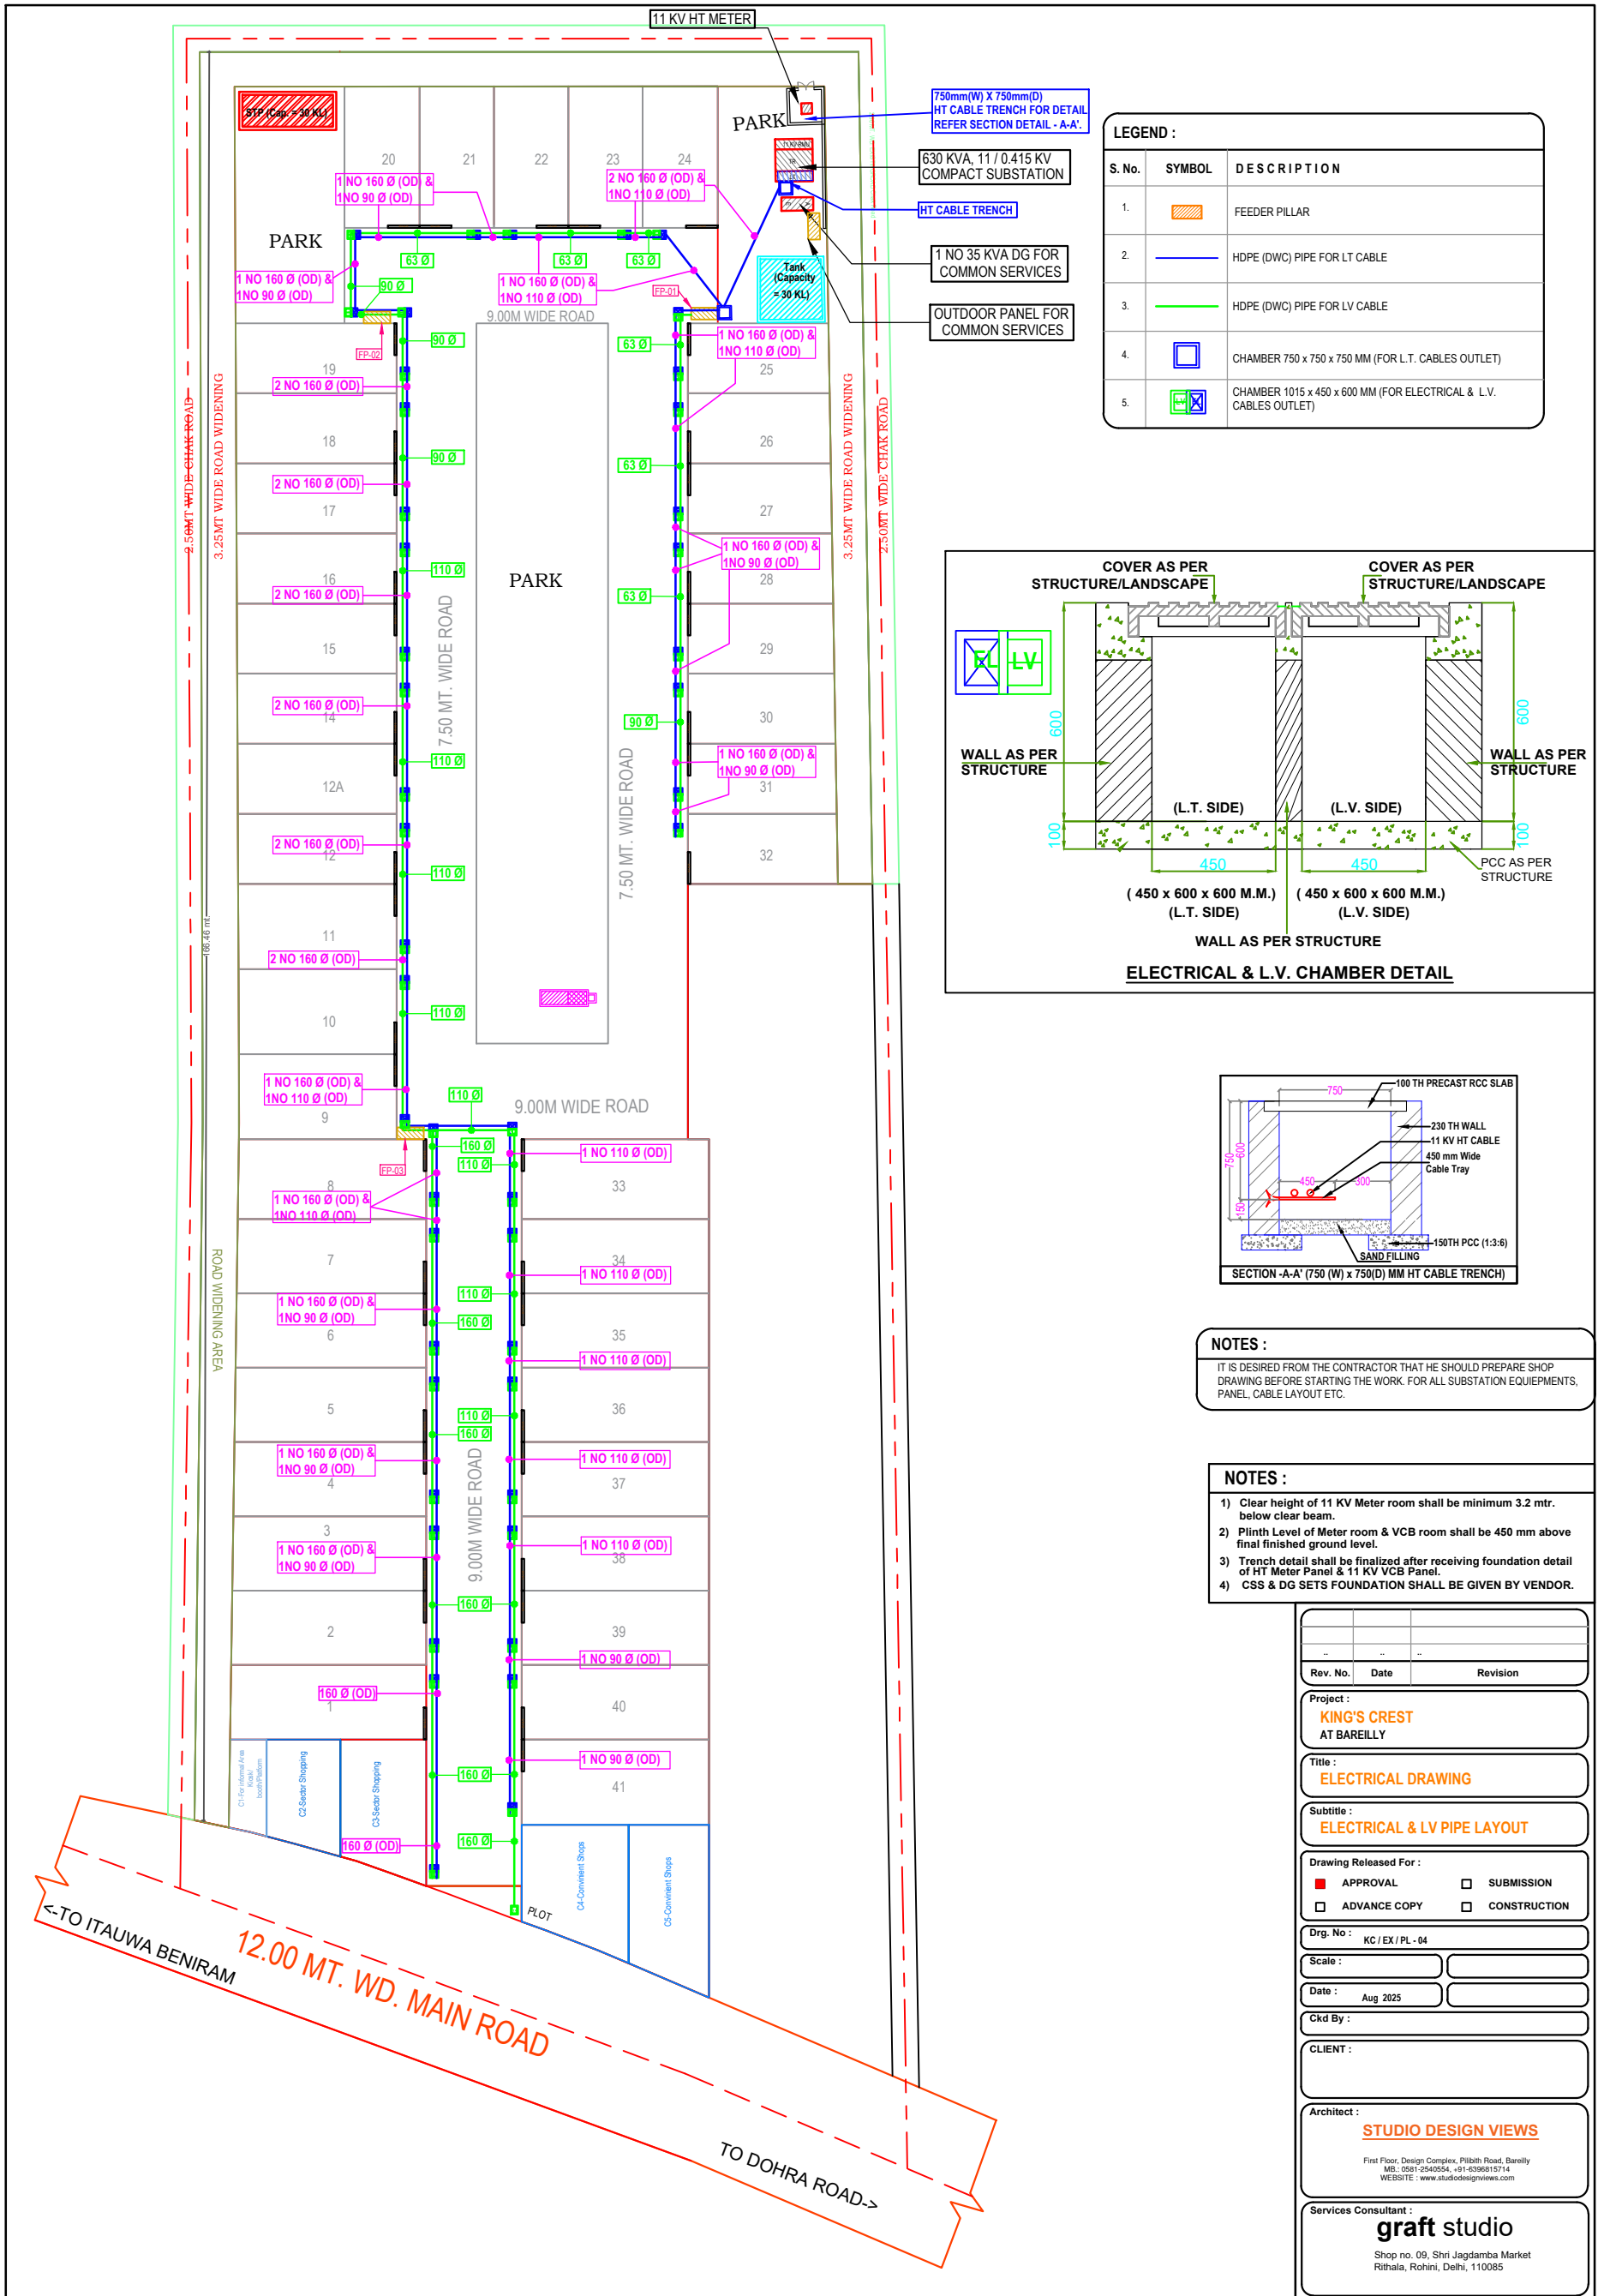 11 KV HT METER
STP (Cap. = 30 KL)
PARK
750mm(W) X 750mm(D)
HT CABLE TRENCH FOR DETAIL
REFER SECTION DETAIL - A-A'.
630 KVA, 11 / 0.415 KV
COMPACT SUBSTATION
HT CABLE TRENCH
1 NO 35 KVA DG FOR
COMMON SERVICES
OUTDOOR PANEL FOR
COMMON SERVICES
Tank
(Capacity
= 30 KL)
20
21
22
23
24
1 NO 160 Ø (OD) &
1NO 90 Ø (OD)
2 NO 160 Ø (OD) &
1NO 110 Ø (OD)
PARK
63 Ø
63 Ø
63 Ø
1 NO 160 Ø (OD) &
1NO 90 Ø (OD)
90 Ø
1 NO 160 Ø (OD) &
1NO 110 Ø (OD)
FP-01
9.00M WIDE ROAD
FP-02
90 Ø
63 Ø
1 NO 160 Ø (OD) &
1NO 110 Ø (OD)
19
25
2 NO 160 Ø (OD)
2.50MT WIDE CHAK ROAD
3.25MT WIDE ROAD WIDENING
3.25MT WIDE ROAD WIDENING
2.50MT WIDE CHAK ROAD
18
26
90 Ø
63 Ø
2 NO 160 Ø (OD)
17
27
1 NO 160 Ø (OD) &
1NO 90 Ø (OD)
110 Ø
PARK
16
28
2 NO 160 Ø (OD)
63 Ø
7.50 MT. WIDE ROAD
15
29
2 NO 160 Ø (OD)
14
30
90 Ø
110 Ø
1 NO 160 Ø (OD) &
1NO 90 Ø (OD)
12A
31
7.50 MT. WIDE ROAD
2 NO 160 Ø (OD)
12
32
110 Ø
166.46 mt.
11
2 NO 160 Ø (OD)
10
110 Ø
1 NO 160 Ø (OD) &
1NO 110 Ø (OD)
110 Ø
9.00M WIDE ROAD
9
FP-03
160 Ø
110 Ø
1 NO 110 Ø (OD)
8
33
1 NO 160 Ø (OD) &
1NO 110 Ø (OD)
ROAD WIDENING AREA
7
34
1 NO 110 Ø (OD)
1 NO 160 Ø (OD) &
1NO 90 Ø (OD)
110 Ø
160 Ø
6
35
1 NO 110 Ø (OD)
5
36
110 Ø
160 Ø
1 NO 160 Ø (OD) &
1NO 90 Ø (OD)
1 NO 110 Ø (OD)
4
37
9.00M WIDE ROAD
3
1 NO 160 Ø (OD) &
1NO 90 Ø (OD)
1 NO 110 Ø (OD)
38
160 Ø
2
39
1 NO 90 Ø (OD)
160 Ø (OD)
1
40
1 NO 90 Ø (OD)
160 Ø
41
C1-For Informal Area
Kiosk/
booth/Platform
C2-Sector Shopping
C3-Sector Shopping
160 Ø (OD)
160 Ø
C4-Convinient Shops
C5-Convinient Shops
PLOT
<-TO ITAUWA BENIRAM
12.00 MT. WD. MAIN ROAD
TO DOHRA ROAD->
LEGEND :
S. No.
SYMBOL
DESCRIPTION
1.
FEEDER PILLAR
2.
HDPE (DWC) PIPE FOR LT CABLE
3.
HDPE (DWC) PIPE FOR LV CABLE
4.
CHAMBER 750 x 750 x 750 MM (FOR L.T. CABLES OUTLET)
5.
CHAMBER 1015 x 450 x 600 MM (FOR ELECTRICAL & L.V.
CABLES OUTLET)
COVER AS PER
STRUCTURE/LANDSCAPE
COVER AS PER
STRUCTURE/LANDSCAPE
EL
LV
600
600
WALL AS PER
STRUCTURE
WALL AS PER
STRUCTURE
(L.T. SIDE)
(L.V. SIDE)
100
100
450
450
PCC AS PER
STRUCTURE
( 450 x 600 x 600 M.M.)
(L.T. SIDE)
( 450 x 600 x 600 M.M.)
(L.V. SIDE)
WALL AS PER STRUCTURE
ELECTRICAL & L.V. CHAMBER DETAIL
750
100 TH PRECAST RCC SLAB
230 TH WALL
11 KV HT CABLE
450 mm Wide
Cable Tray
750
600
450
300
150
150TH PCC (1:3:6)
SAND FILLING
SECTION -A-A' (750 (W) x 750(D) MM HT CABLE TRENCH)
NOTES :
IT IS DESIRED FROM THE CONTRACTOR THAT HE SHOULD PREPARE SHOP
DRAWING BEFORE STARTING THE WORK. FOR ALL SUBSTATION EQUIEPMENTS,
PANEL, CABLE LAYOUT ETC.
NOTES :
1) Clear height of 11 KV Meter room shall be minimum 3.2 mtr.
below clear beam.
2) Plinth Level of Meter room & VCB room shall be 450 mm above
final finished ground level.
3) Trench detail shall be finalized after receiving foundation detail
of HT Meter Panel & 11 KV VCB Panel.
4) CSS & DG SETS FOUNDATION SHALL BE GIVEN BY VENDOR.
Rev. No.
Date
Revision
Project :
KING'S CREST
AT BAREILLY
Title :
ELECTRICAL DRAWING
Subtitle :
ELECTRICAL & LV PIPE LAYOUT
Drawing Released For :
APPROVAL
SUBMISSION
ADVANCE COPY
CONSTRUCTION
Drg. No :
KC / EX / PL - 04
Scale :
Date :
Aug 2025
Ckd By :
CLIENT :
Architect :
STUDIO DESIGN VIEWS
First Floor, Design Complex, Pilibith Road, Bareilly
MB.: 0581-2540554, +91-6396815714
WEBSITE : www.studiodesignviews.com
Services Consultant :
graft studio
Shop no. 09, Shri Jagdamba Market
Rithala, Rohini, Delhi, 110085